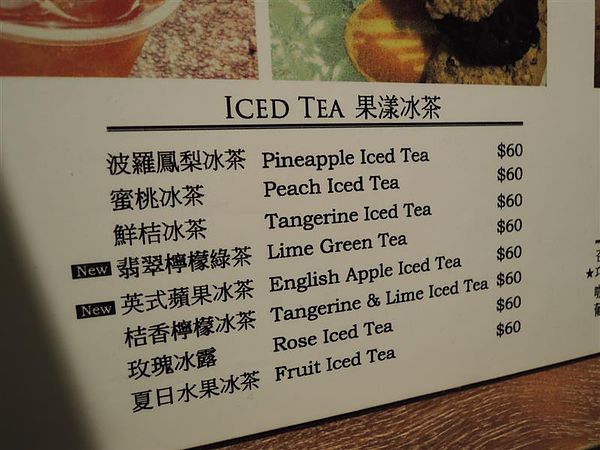 ICED TEA 果漾冰茶
波羅鳳梨冰茶 Pineapple Iced Tea $60
蜜桃冰茶 Peach Iced Tea $60
鮮桔冰茶 Tangerine Iced Tea $60
New 翡翠檸檬綠茶 Lime Green Tea $60
New 英式蘋果冰茶 English Apple Iced Tea $60
桔香檸檬冰茶 Tangerine & Lime Iced Tea $60
玫瑰冰露 Rose Iced Tea $60
夏日水果冰茶 Fruit Iced Tea $60